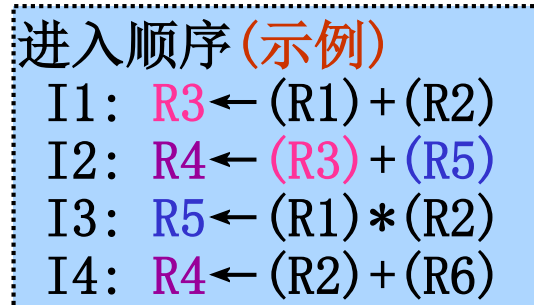 进入顺序(示例)
I1: R3←(R1)+(R2)
I2: R4←(R3)+(R5)
I3: R5←(R1)*(R2)
I4: R4←(R2)+(R6)